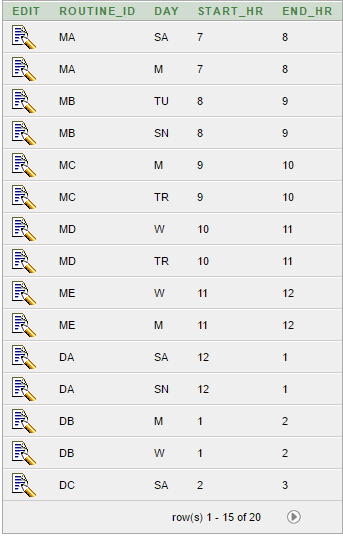 EDIT ROUTINE_ID DAY START_HR END_HR
MA SA 7 8
MA M 7 8
MB TU 8 9
MB SN 8 9
MC M 9 10
MC TR 9 10
MD W 10 11
MD TR 10 11
ME W 11 12
ME M 11 12
DA SA 12 1
DA SN 12 1
DB M 1 2
DB W 1 2
DC SA 2 3
row(s) 1 - 15 of 20